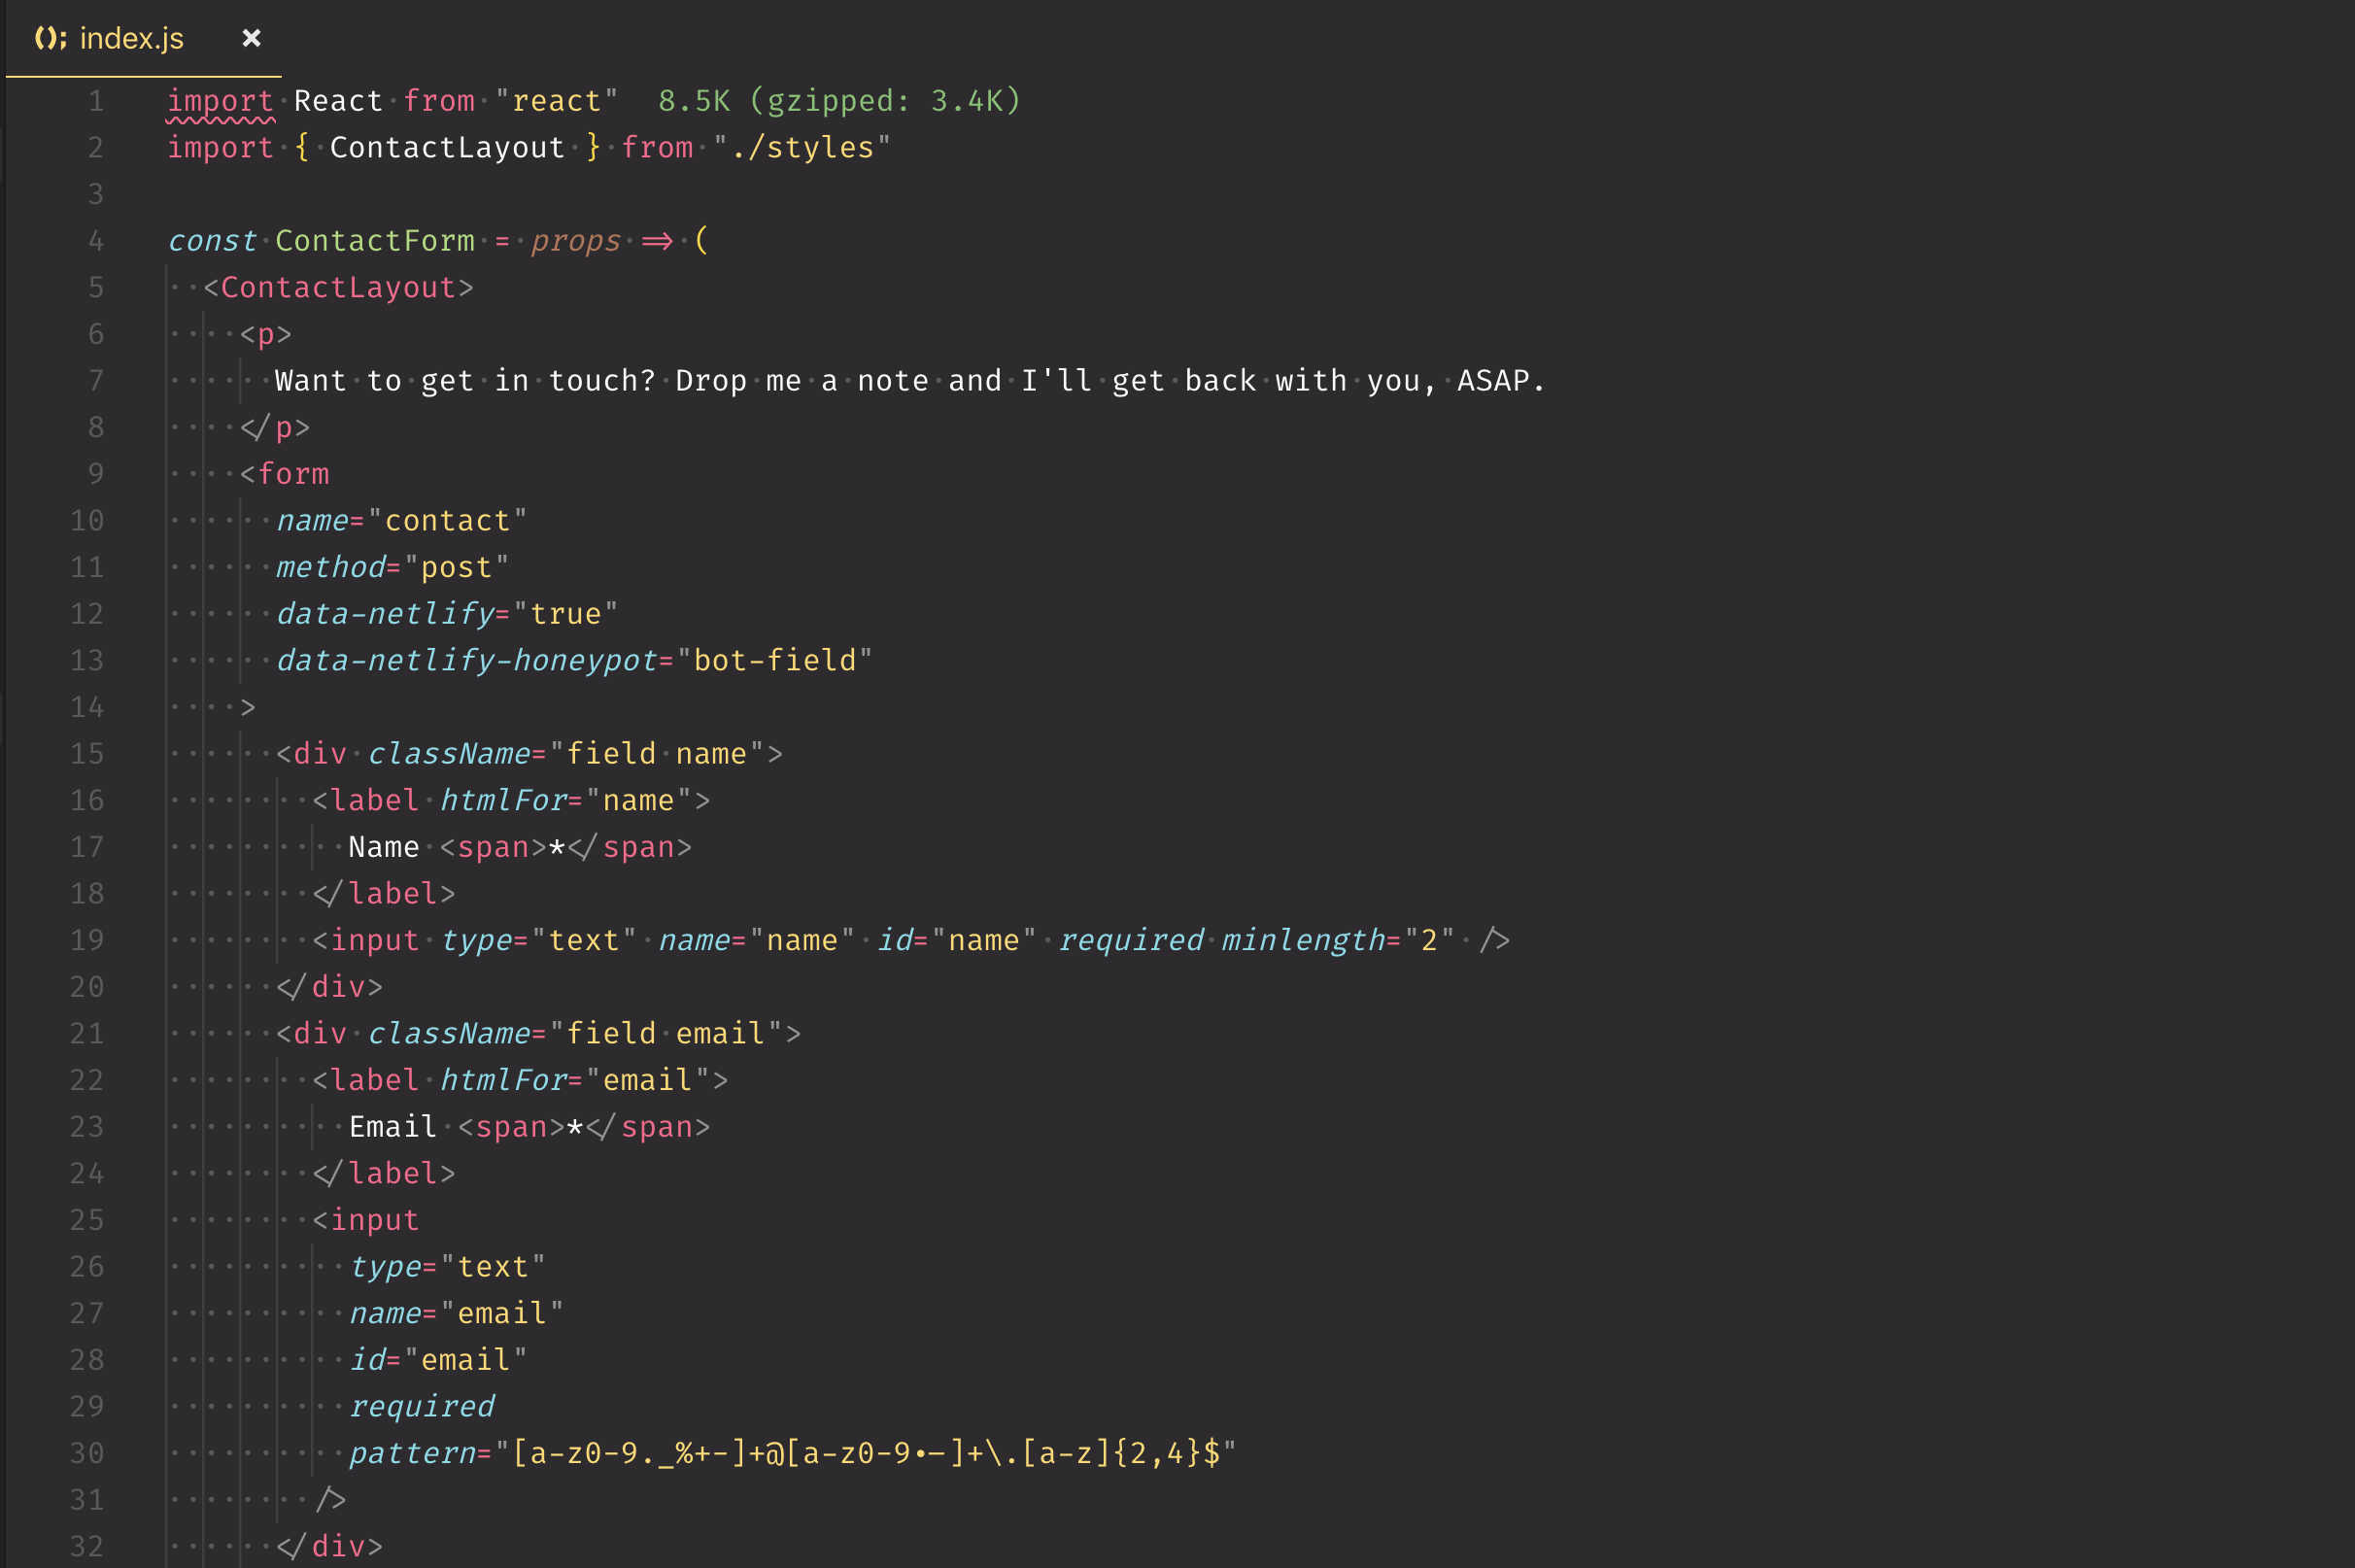 index.js ×
1 import React from "react" 8.5K (gzipped: 3.4K)
2 import { ContactLayout } from "./styles"
3
4 const ContactForm = props => (
5 <ContactLayout>
6 <p>
7 Want to get in touch? Drop me a note and I'll get back with you, ASAP.
8 </p>
9 <form
10 name="contact"
11 method="post"
12 data-netlify="true"
13 data-netlify-honeypot="bot-field"
14 >
15 <div className="field name">
16 <label htmlFor="name">
17 Name <span>*</span>
18 </label>
19 <input type="text" name="name" id="name" required minlength="2" />
20 </div>
21 <div className="field email">
22 <label htmlFor="email">
23 Email <span>*</span>
24 </label>
25 <input
26 type="text"
27 name="email"
28 id="email"
29 required
30 pattern="[a-z0-9._%+-]+@[a-z0-9•-]+\.[a-z]{2,4}$"
31 />
32 </div>